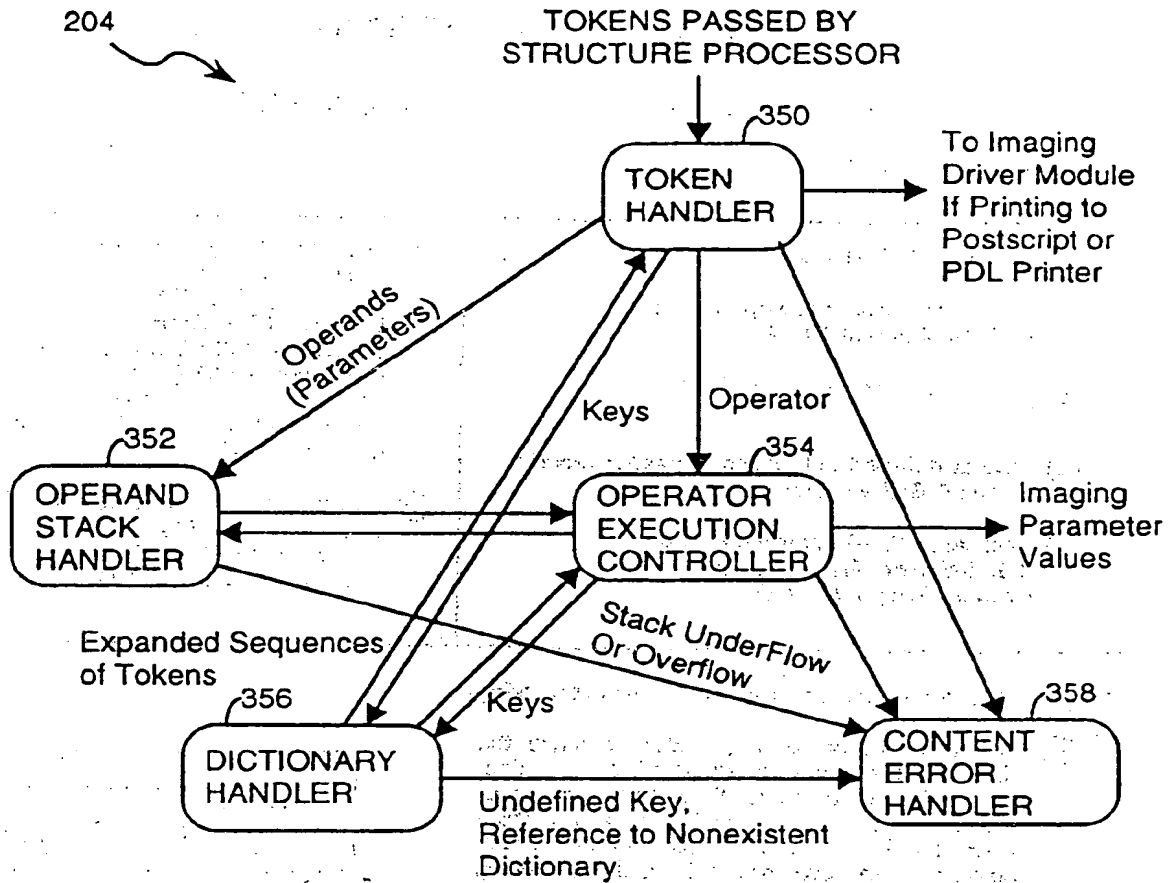 204
TOKENS PASSED BY
STRUCTURE PROCESSOR
350
TOKEN
HANDLER
To Imaging
Driver Module
If Printing to
Postscript or
PDL Printer
Operands
(Parameters)
Keys
Operator
352
OPERAND
STACK
HANDLER
354
OPERATOR
EXECUTION
CONTROLLER
Imaging
Parameter
Values
Expanded Sequences
of Tokens
Stack UnderFlow
Or Overflow
Keys
356
DICTIONARY
HANDLER
358
CONTENT
ERROR
HANDLER
Undefined Key,
Reference to Nonexistent
Dictionary